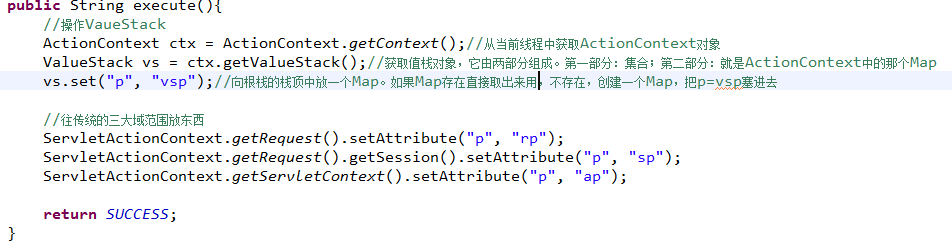 public String execute(){
//操作VaueStack
ActionContext ctx = ActionContext.getContext();//从当前线程中获取ActionContext对象
ValueStack vs = ctx.getValueStack();//获取值栈对象，它由两部分组成。第一部分：集合；第二部分：就是ActionContext中的那个Map
vs.set("p", "vsp");//向根栈的栈顶中放一个Map。如果Map存在直接取出来用，不存在，创建一个Map，把p=vsp塞进去
//往传统的三大域范围放东西
ServletActionContext.getRequest().setAttribute("p", "rp");
ServletActionContext.getRequest().getSession().setAttribute("p", "sp");
ServletActionContext.getServletContext().setAttribute("p", "ap");
return SUCCESS;
}